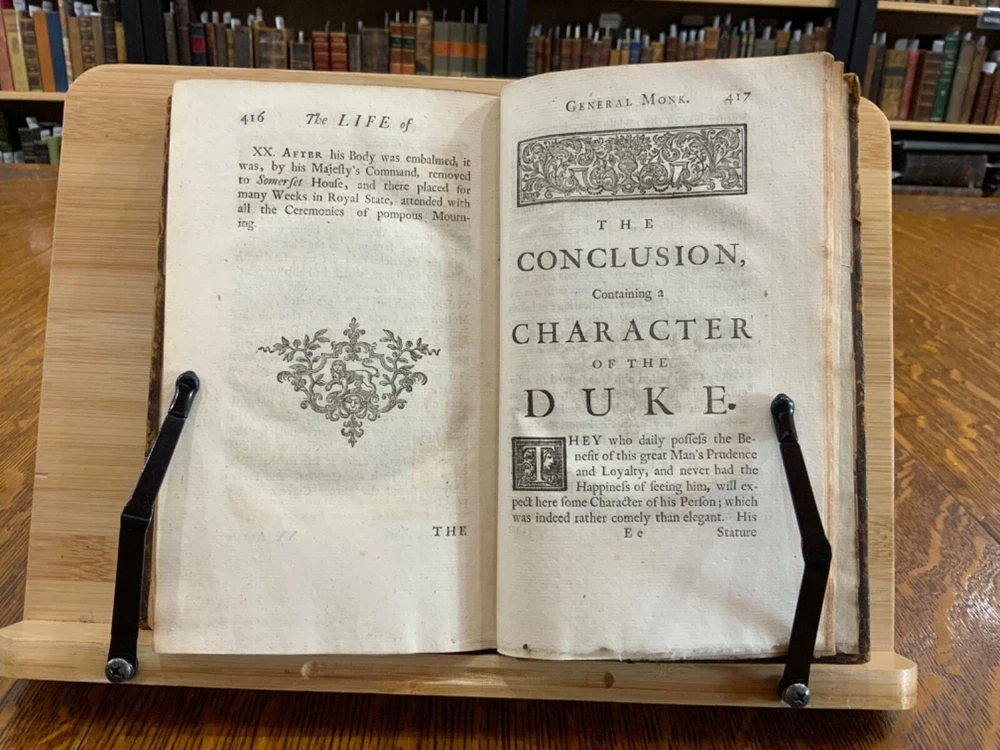 416 The LIFE of
XX. AFTER his Body was embalmed, it
was, by his Majeſty's Command, removed
to Somerſet Houſe, and there placed for
many Weeks in Royal State, attended with
all the Ceremonies of pompous Mourn-
ing.
THE
GENERAL MONK. 417
THE
CONCLUSION,
Containing a
CHARACTER
OF THE
DUKE.
THEY who daily poſſeſs the Be-
nefit of this great Man's Prudence
and Loyalty, and never had the
Happineſs of ſeeing him, will ex-
pect here ſome Character of his Perſon; which
was indeed rather comely than elegant. His
E e Stature